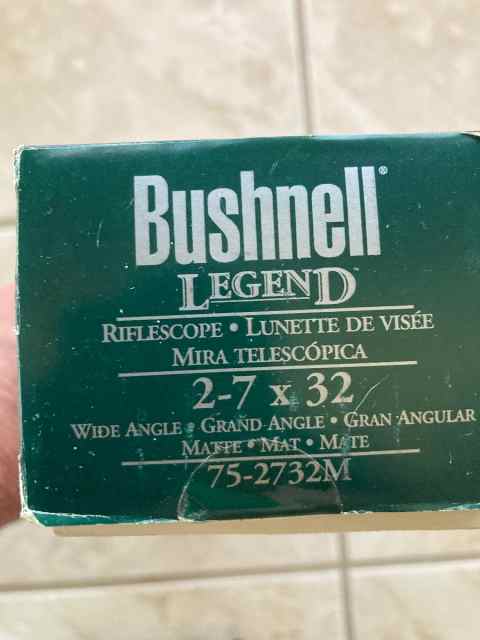 Bushnell®
LEGEND™
RIFLESCOPE • LUNETTE DE VISÉE
MIRA TELESCÓPICA
2-7 x 32
WIDE ANGLE • GRAND ANGLE • GRAN ANGULAR
MATTE • MAT • MATE
75-2732M